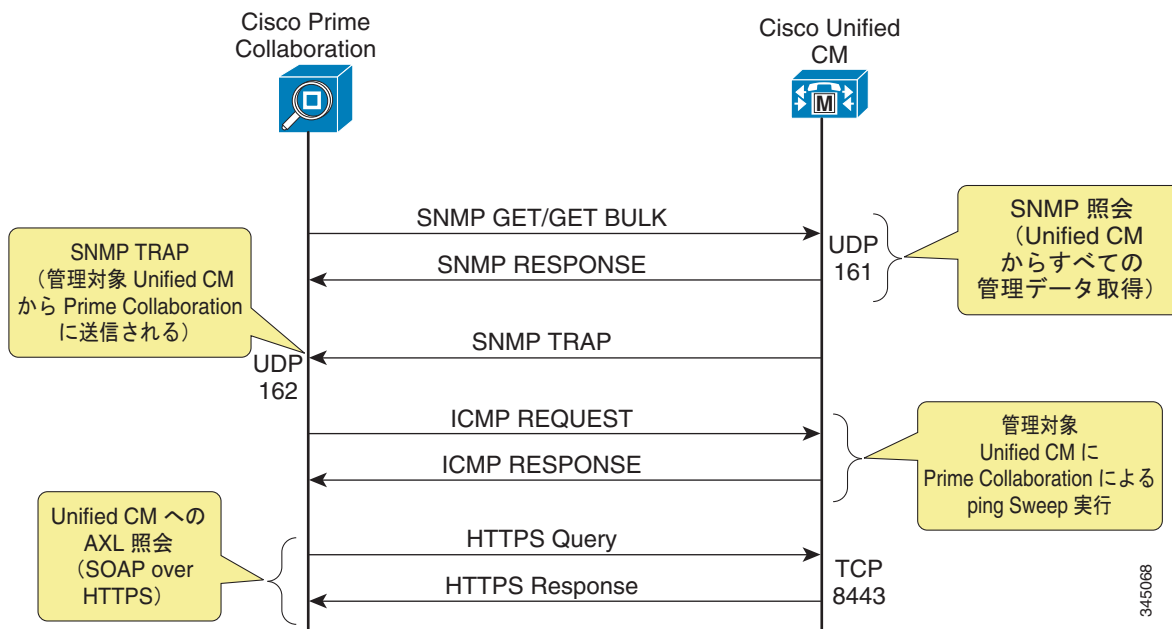 Cisco Prime
Collaboration
Cisco Unified
CM
M
SNMP GET/GET BULK
SNMP RESPONSE
UDP
161
SNMP 照会
（Unified CM
からすべての
管理データ取得）
SNMP TRAP
（管理対象 Unified CM
から Prime Collaboration
に送信される）
SNMP TRAP
UDP
162
ICMP REQUEST
ICMP RESPONSE
管理対象
Unified CM に
Prime Collaboration による
ping Sweep 実行
Unified CM への
AXL 照会
（SOAP over
HTTPS）
HTTPS Query
HTTPS Response
TCP
8443
345068